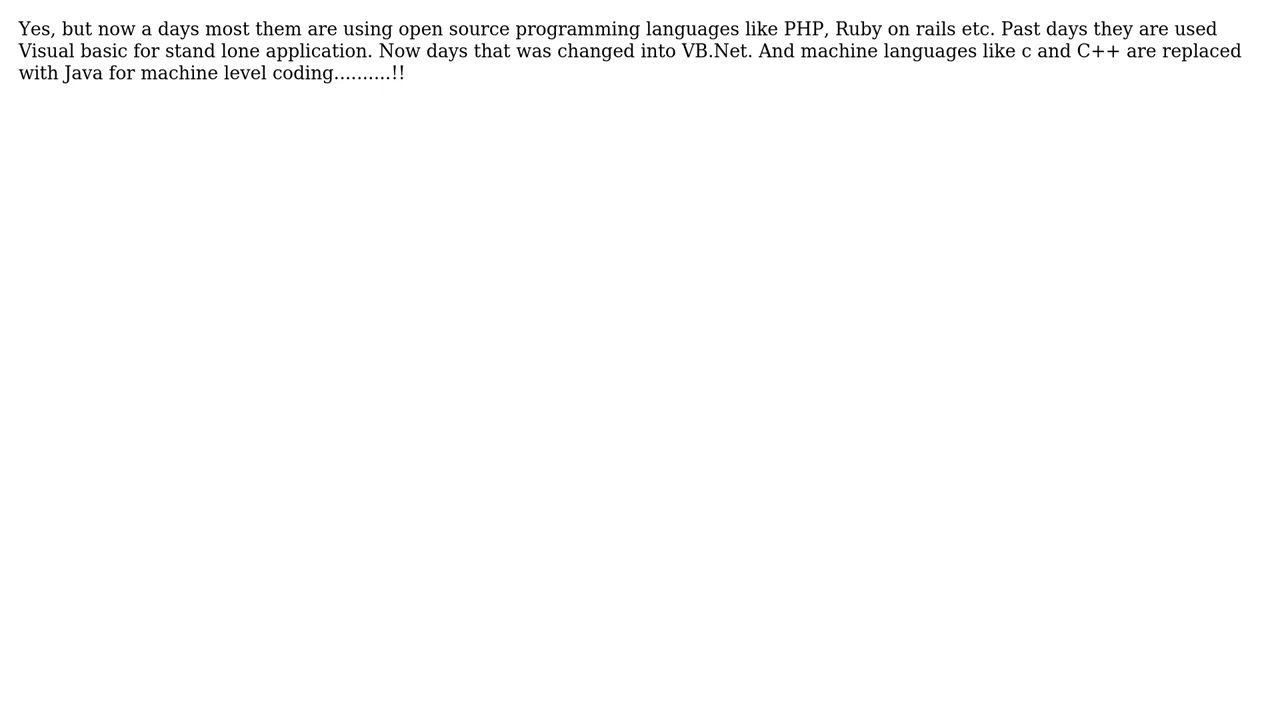 Yes, but now a days most them are using open source programming languages like PHP, Ruby on rails etc. Past days they are used
Visual basic for stand lone application. Now days that was changed into VB.Net. And machine languages like c and C++ are replaced
with Java for machine level coding..........!!